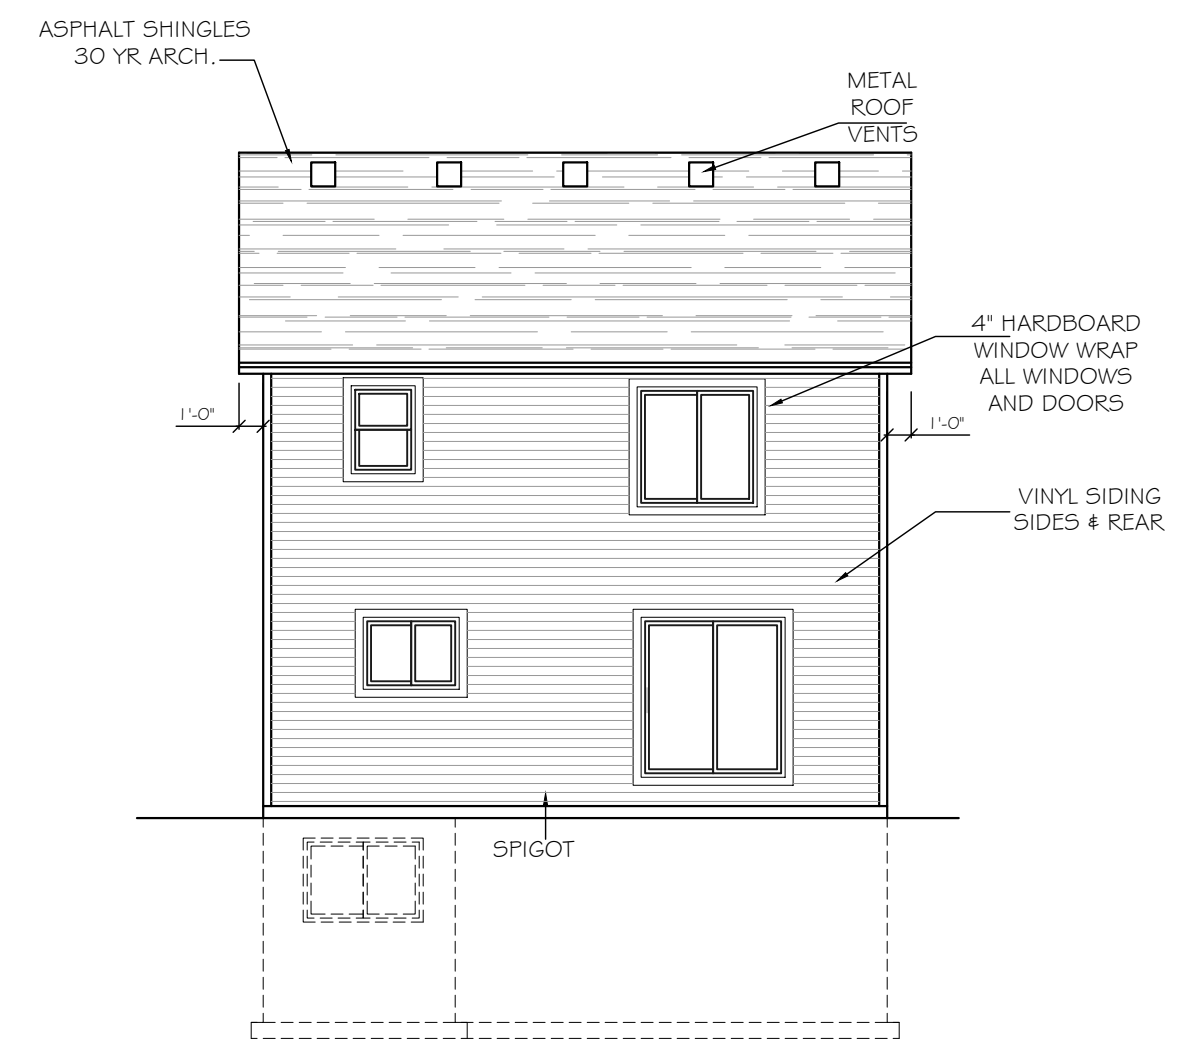 ASPHALT SHINGLES
30 YR ARCH.
METAL
ROOF
VENTS
4" HARDBOARD
WINDOW WRAP
ALL WINDOWS
AND DOORS
1'-0"
1'-0"
VINYL SIDING
SIDES & REAR
SPIGOT